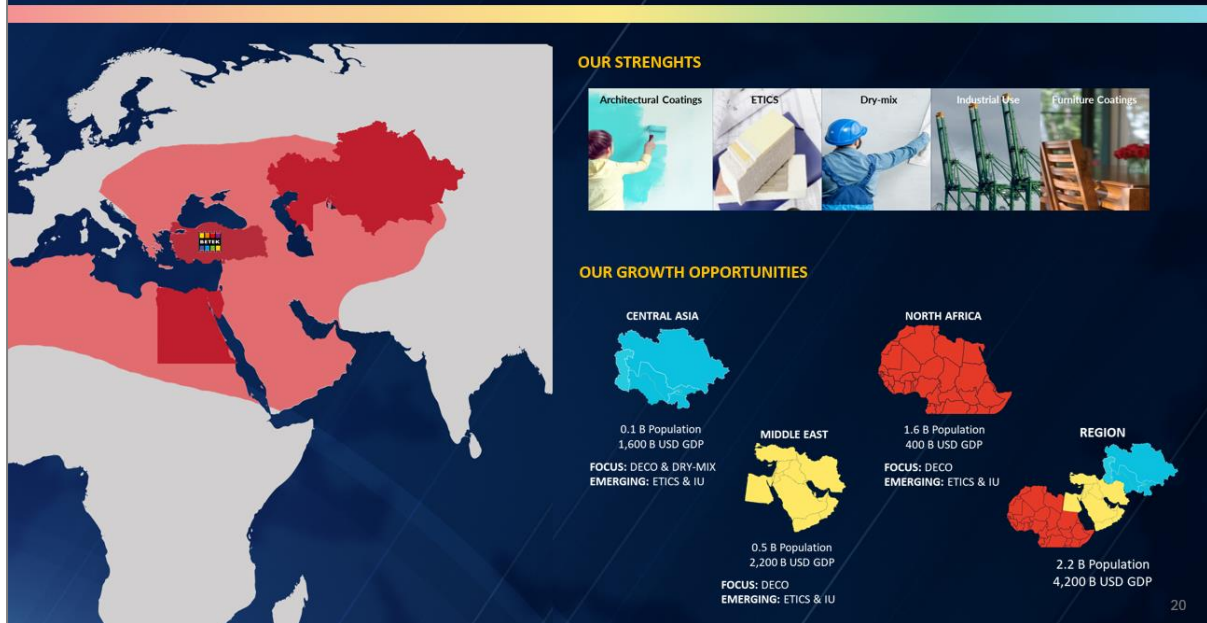 BETEK
OUR STRENGHTS
Architectural Coatings
ETICS
Dry-mix
Industrial Use
Furniture Coatings
OUR GROWTH OPPORTUNITIES
CENTRAL ASIA
0.1 B Population
1,600 B USD GDP
FOCUS: DECO & DRY-MIX
EMERGING: ETICS & IU
MIDDLE EAST
0.5 B Population
2,200 B USD GDP
FOCUS: DECO
EMERGING: ETICS & IU
NORTH AFRICA
1.6 B Population
400 B USD GDP
FOCUS: DECO
EMERGING: ETICS & IU
REGION
2.2 B Population
4,200 B USD GDP
20